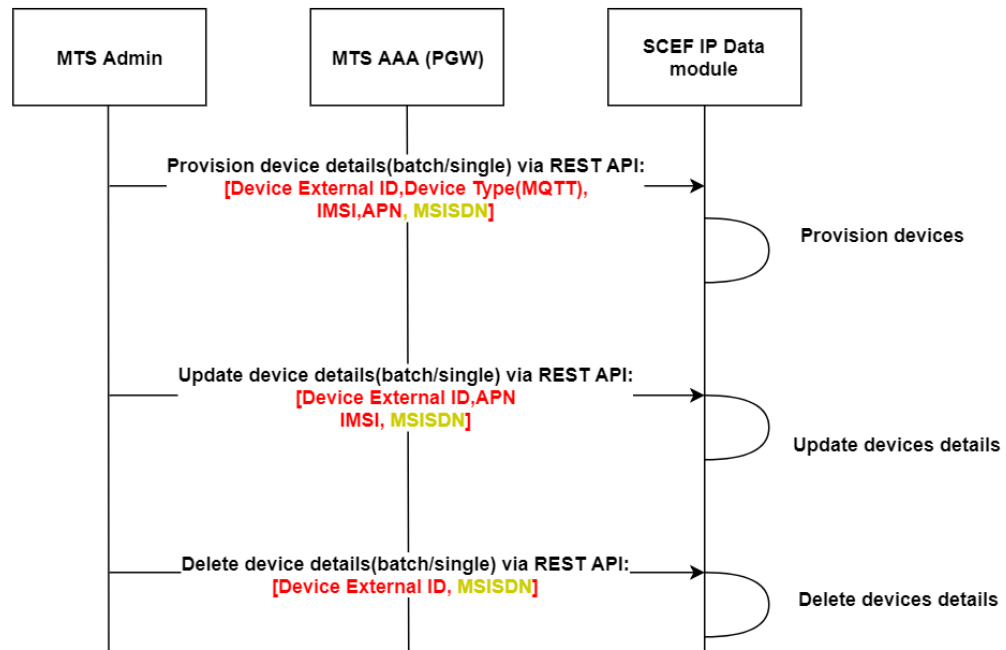 MTS Admin
MTS AAA (PGW)
SCEF IP Data
module
Provision device details(batch/single) via REST API:
[Device External ID,Device Type(MQTT),
IMSI,APN, MSISDN]
Provision devices
Update device details(batch/single) via REST API:
[Device External ID,APN
IMSI, MSISDN]
Update devices details
Delete device details(batch/single) via REST API:
[Device External ID, MSISDN]
Delete devices details